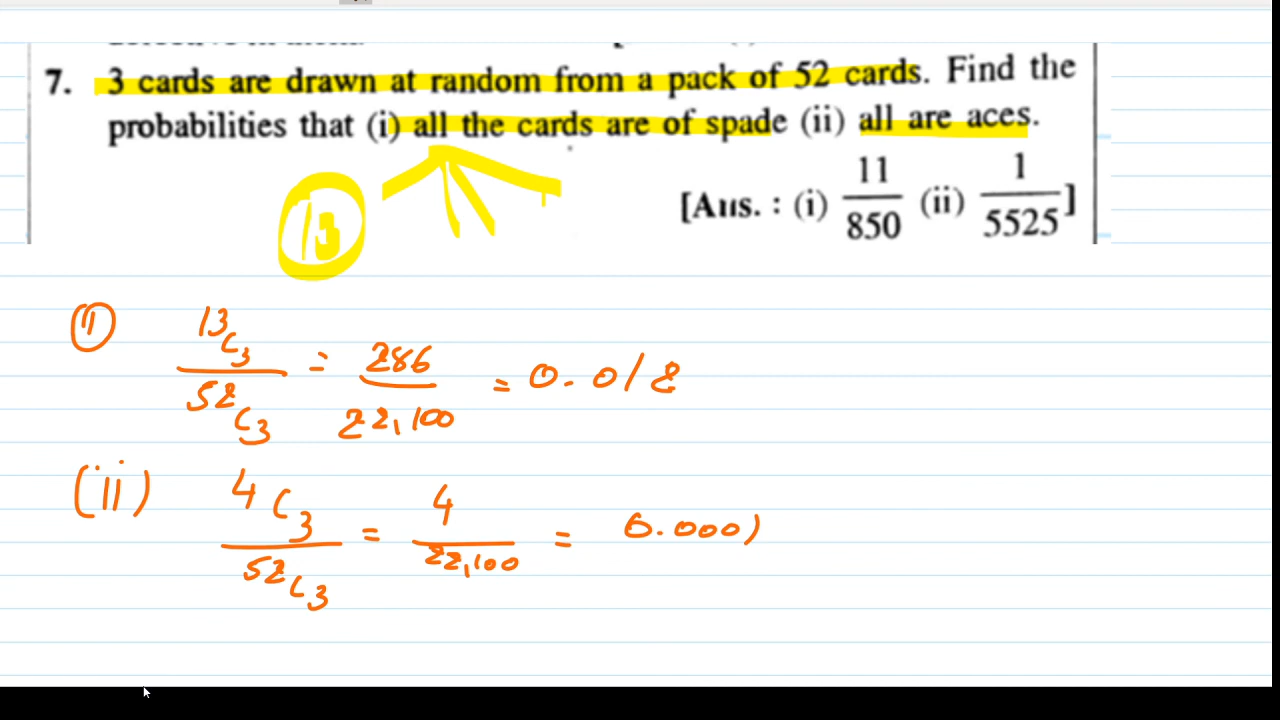 7. 3 cards are drawn at random from a pack of 52 cards. Find the
probabilities that (i) all the cards are of spade (ii) all are aces.
[Ans. : (i) 11/850 (ii) 1/5525]
13
(i) 13C3/52C3 = 286/22,100 = 0.012
(ii) 4C3/52C3 = 4/22,100 = 0.0001